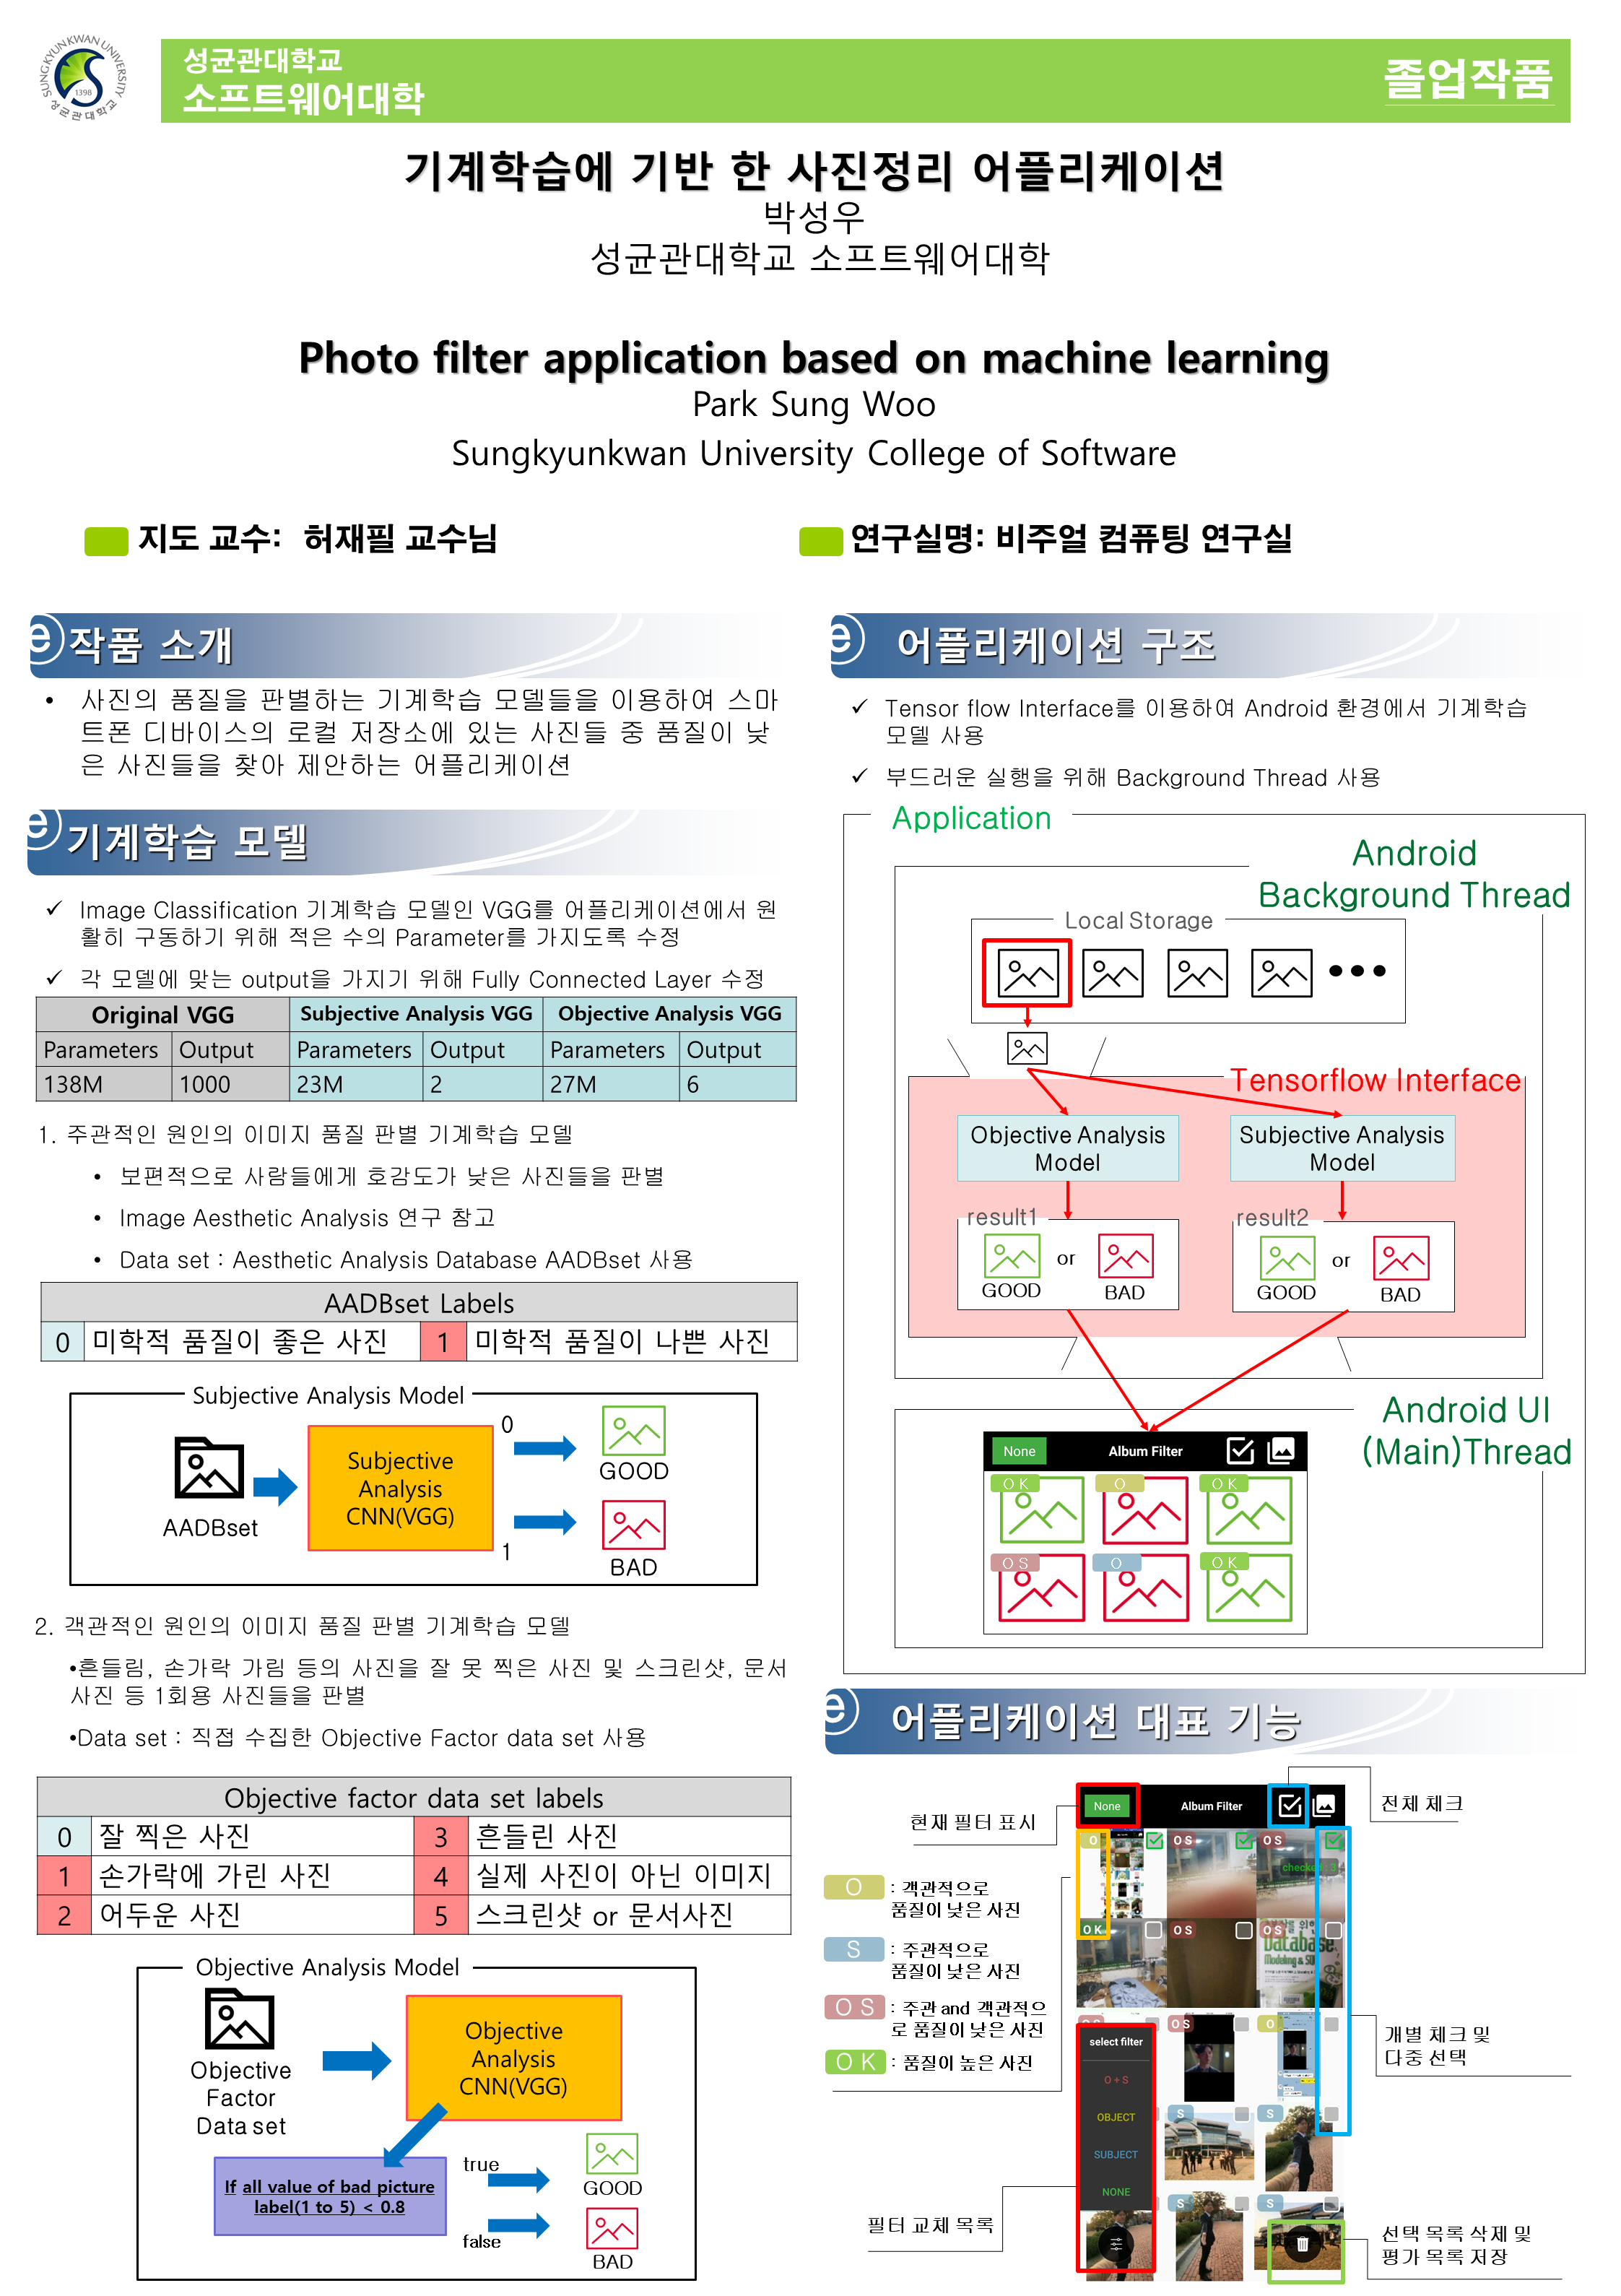 SUNGKYUNKWAN UNIVERSITY
1398
성균관대학교
성균관대학교
소프트웨어대학
졸업작품
기계학습에 기반 한 사진정리 어플리케이션
박성우
성균관대학교 소프트웨어대학
Photo filter application based on machine learning
Park Sung Woo
Sungkyunkwan University College of Software
지도 교수: 허재필 교수님
연구실명: 비주얼 컴퓨팅 연구실
작품 소개
• 사진의 품질을 판별하는 기계학습 모델들을 이용하여 스마
트폰 디바이스의 로컬 저장소에 있는 사진들 중 품질이 낮
은 사진들을 찾아 제안하는 어플리케이션
기계학습 모델
✓ Image Classification 기계학습 모델인 VGG를 어플리케이션에서 원
활히 구동하기 위해 적은 수의 Parameter를 가지도록 수정
✓ 각 모델에 맞는 output을 가지기 위해 Fully Connected Layer 수정
Original VGG Subjective Analysis VGG Objective Analysis VGG
Parameters Output Parameters Output Parameters Output
138M 1000 23M 2 27M 6
1. 주관적인 원인의 이미지 품질 판별 기계학습 모델
• 보편적으로 사람들에게 호감도가 낮은 사진들을 판별
• Image Aesthetic Analysis 연구 참고
• Data set : Aesthetic Analysis Database AADBset 사용
AADBset Labels
0 미학적 품질이 좋은 사진 1 미학적 품질이 나쁜 사진
Subjective Analysis Model
AADBset
Subjective
Analysis
CNN(VGG)
0
GOOD
1
BAD
2. 객관적인 원인의 이미지 품질 판별 기계학습 모델
•흔들림, 손가락 가림 등의 사진을 잘 못 찍은 사진 및 스크린샷, 문서
사진 등 1회용 사진들을 판별
•Data set : 직접 수집한 Objective Factor data set 사용
Objective factor data set labels
0 잘 찍은 사진 3 흔들린 사진
1 손가락에 가린 사진 4 실제 사진이 아닌 이미지
2 어두운 사진 5 스크린샷 or 문서사진
Objective Analysis Model
Objective
Factor
Data set
Objective
Analysis
CNN(VGG)
If all value of bad picture
label(1 to 5) < 0.8
true
GOOD
false
BAD
어플리케이션 구조
✓ Tensor flow Interface를 이용하여 Android 환경에서 기계학습
모델 사용
✓ 부드러운 실행을 위해 Background Thread 사용
Application
Android
Background Thread
Local Storage
Tensorflow Interface
Objective Analysis
Model
Subjective Analysis
Model
result1
GOOD or BAD
result2
GOOD or BAD
Android UI
(Main)Thread
None Album Filter
O K O O K
O S O O K
어플리케이션 대표 기능
현재 필터 표시
전체 체크
None Album Filter
O O S O S
checked : 3
O K O S O S
Database
Modeling &
O S O S O
select filter
O + S
OBJECT
SUBJECT
NONE
S S
S S
O : 객관적으로
품질이 낮은 사진
S : 주관적으로
품질이 낮은 사진
O S : 주관 and 객관적으
로 품질이 낮은 사진
O K : 품질이 높은 사진
개별 체크 및
다중 선택
필터 교체 목록
선택 목록 삭제 및
평가 목록 저장